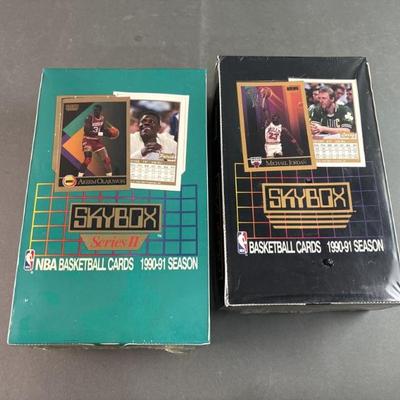 AKEEM OLAJUWON
SKYBOX
Series II
NBA BASKETBALL CARDS 1990-91 SEASON
MICHAEL JORDAN
SKYBOX
BASKETBALL CARDS 1990-91 SEASON